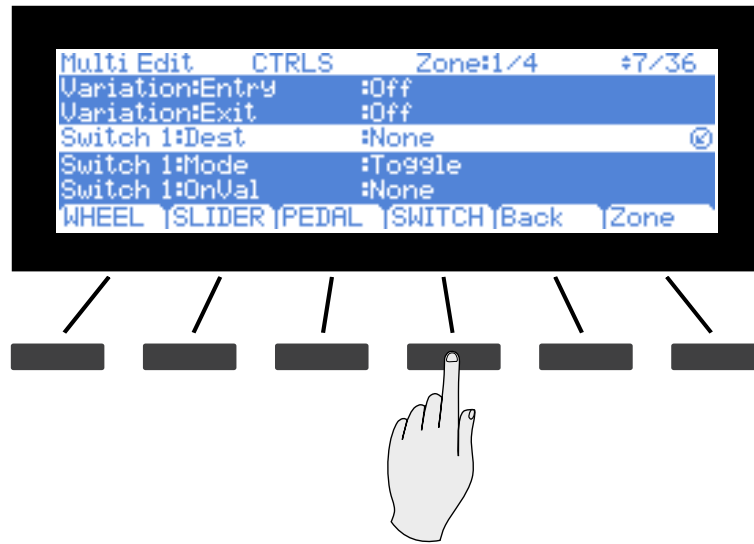 Multi Edit CTRLS Zone:1/4 ÷7/36
Variation:Entry :Off
Variation:Exit :Off
Switch 1:Dest :None
Switch 1:Mode :Toggle
Switch 1:OnVal :None
WHEEL SLIDER PEDAL SWITCH Back Zone